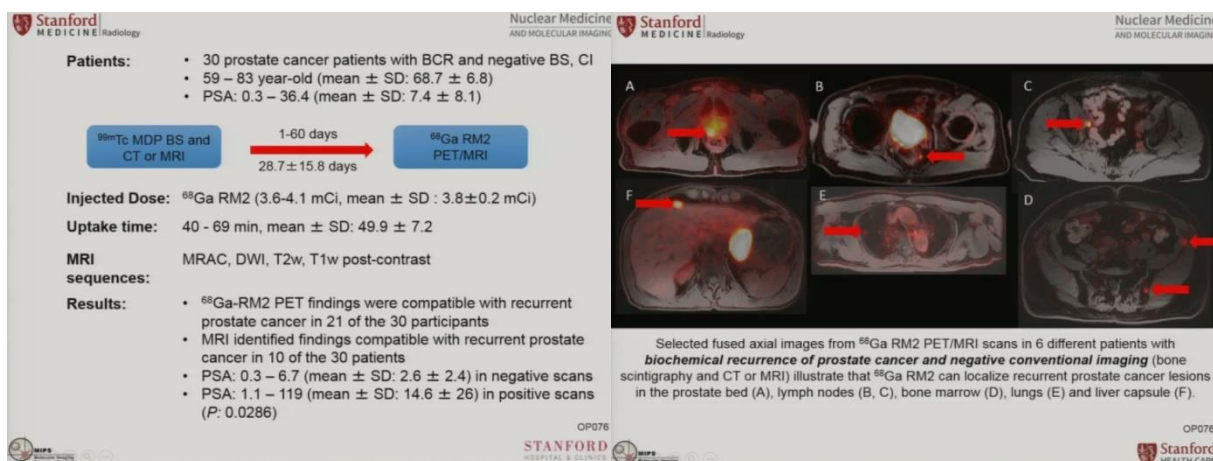 Stanford
MEDICINE Radiology
Nuclear Medicine
AND MOLECULAR IMAGING
Patients:
• 30 prostate cancer patients with BCR and negative BS, CI
• 59 – 83 year-old (mean ± SD: 68.7 ± 6.8)
• PSA: 0.3 – 36.4 (mean ± SD: 7.4 ± 8.1)
99mTc MDP BS and
CT or MRI
1-60 days
28.7±15.8 days
68Ga RM2
PET/MRI
Injected Dose: 68Ga RM2 (3.6-4.1 mCi, mean ± SD : 3.8±0.2 mCi)
Uptake time: 40 - 69 min, mean ± SD: 49.9 ± 7.2
MRI MRAC, DWI, T2w, T1w post-contrast
sequences:
Results: • 68Ga-RM2 PET findings were compatible with recurrent
prostate cancer in 21 of the 30 participants
• MRI identified findings compatible with recurrent prostate
cancer in 10 of the 30 patients
• PSA: 0.3 – 6.7 (mean ± SD: 2.6 ± 2.4) in negative scans
• PSA: 1.1 – 119 (mean ± SD: 14.6 ± 26) in positive scans
(P: 0.0286)
OP076
MIPS
STANFORD
HOSPITAL & CLINICS
Stanford
MEDICINE Radiology
Nuclear Medicin
AND MOLECULAR IMAGING
A
B
C
F
E
D
Selected fused axial images from 68Ga RM2 PET/MRI scans in 6 different patients with
biochemical recurrence of prostate cancer and negative conventional imaging (bone
scintigraphy and CT or MRI) illustrate that 68Ga RM2 can localize recurrent prostate cancer lesions
in the prostate bed (A), lymph nodes (B, C), bone marrow (D), lungs (E) and liver capsule (F).
OP076
MIPS
Stanford
HEALTH CARE